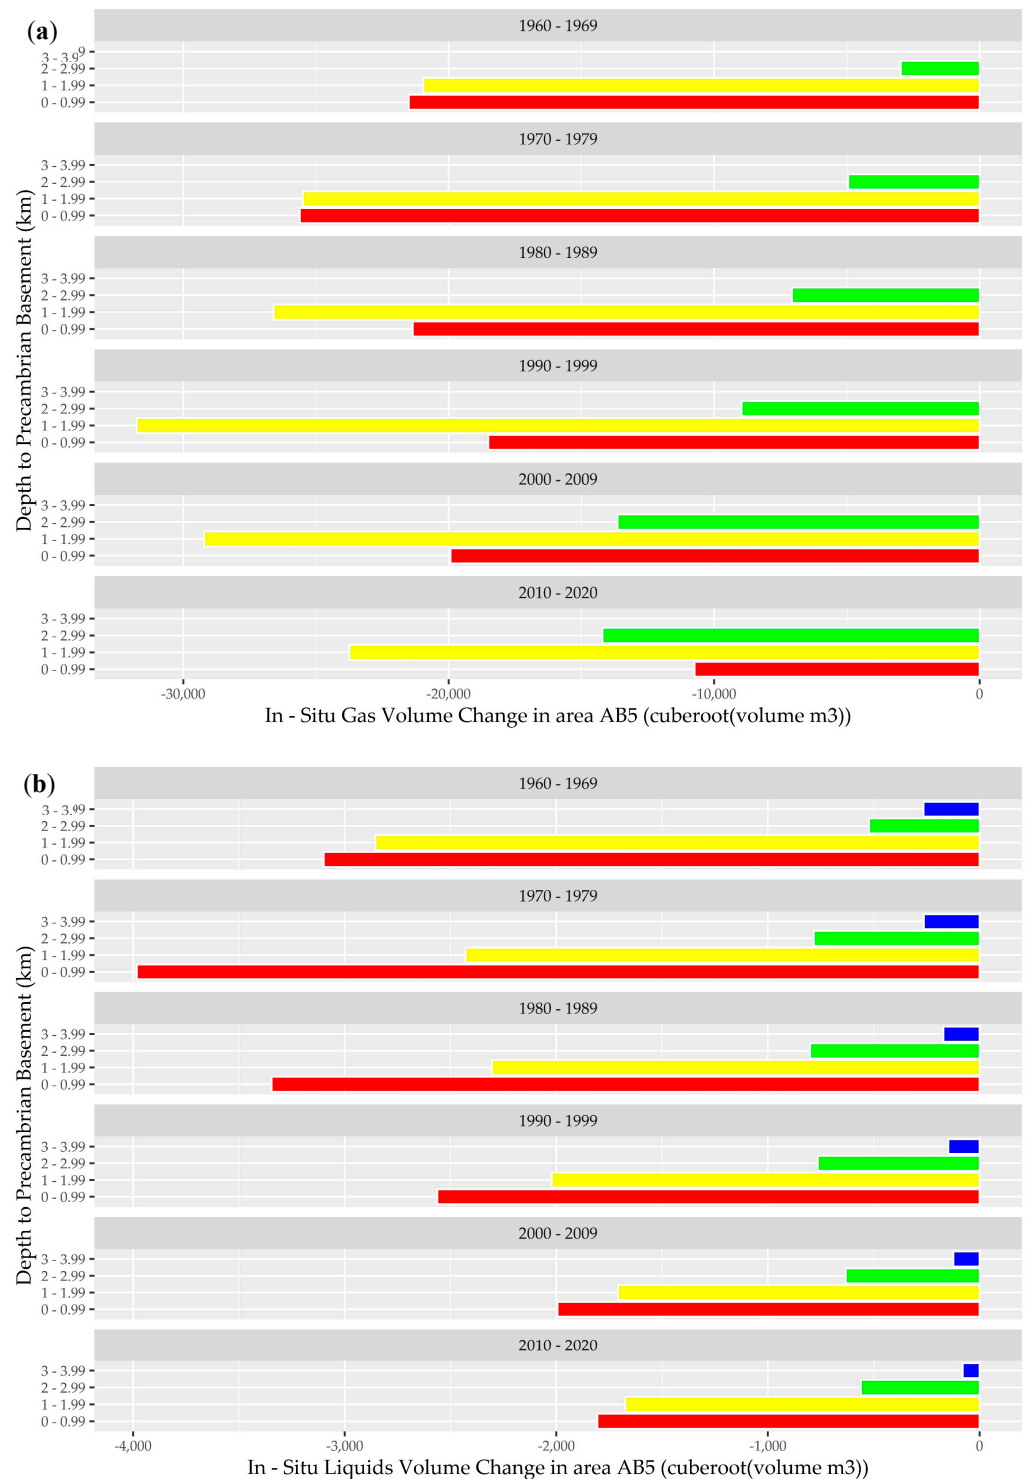 (a)
1960 - 1969
3 - 3.99
2 - 2.99
1 - 1.99
0 - 0.99
1970 - 1979
3 - 3.99
2 - 2.99
1 - 1.99
0 - 0.99
1980 - 1989
3 - 3.99
2 - 2.99
1 - 1.99
0 - 0.99
1990 - 1999
3 - 3.99
2 - 2.99
1 - 1.99
0 - 0.99
2000 - 2009
3 - 3.99
2 - 2.99
1 - 1.99
0 - 0.99
2010 - 2020
3 - 3.99
2 - 2.99
1 - 1.99
0 - 0.99
Depth to Precambrian Basement (km)
-30,000 -20,000 -10,000 0
In - Situ Gas Volume Change in area AB5 (cuberoot(volume m3))
(b)
1960 - 1969
3 - 3.99
2 - 2.99
1 - 1.99
0 - 0.99
1970 - 1979
3 - 3.99
2 - 2.99
1 - 1.99
0 - 0.99
1980 - 1989
3 - 3.99
2 - 2.99
1 - 1.99
0 - 0.99
1990 - 1999
3 - 3.99
2 - 2.99
1 - 1.99
0 - 0.99
2000 - 2009
3 - 3.99
2 - 2.99
1 - 1.99
0 - 0.99
2010 - 2020
3 - 3.99
2 - 2.99
1 - 1.99
0 - 0.99
Depth to Precambrian Basement (km)
-4,000 -3,000 -2,000 -1,000 0
In - Situ Liquids Volume Change in area AB5 (cuberoot(volume m3))